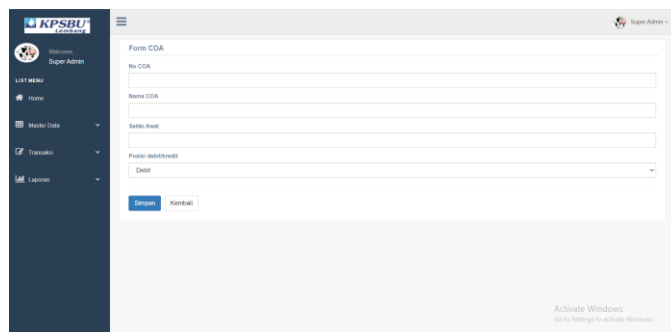 KPSBU
Lembang
Welcome,
Super Admin
LIST MENU
Home
Master Data
Transaksi
Laporan
Super Admin
Form COA
No COA
Nama COA
Saldo Awal
Posisi debit/kredit
Debit
Simpan Kembali
Activate Windows
Go to Settings to activate Windows.